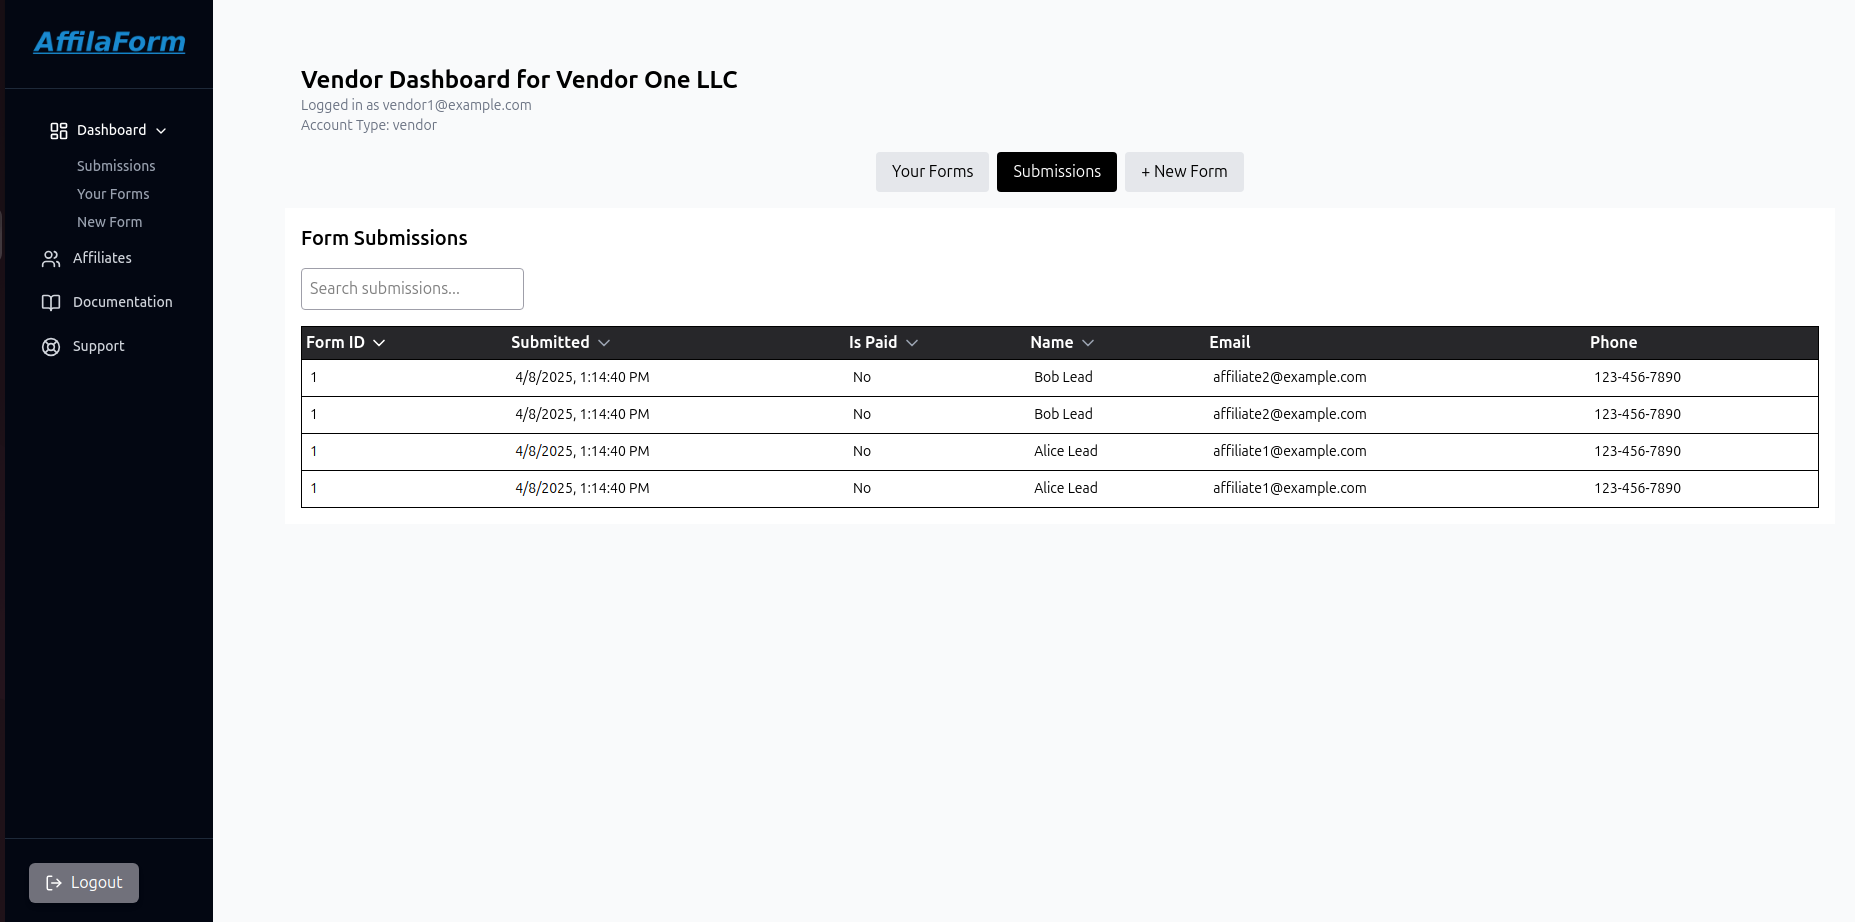 AffilaForm
Dashboard
Submissions
Your Forms
New Form
Affiliates
Documentation
Support
Logout
Vendor Dashboard for Vendor One LLC
Logged in as vendor1@example.com
Account Type: vendor
Your Forms Submissions + New Form
Form Submissions
Search submissions...
Form ID Submitted Is Paid Name Email Phone
1 4/8/2025, 1:14:40 PM No Bob Lead affiliate2@example.com 123-456-7890
1 4/8/2025, 1:14:40 PM No Bob Lead affiliate2@example.com 123-456-7890
1 4/8/2025, 1:14:40 PM No Alice Lead affiliate1@example.com 123-456-7890
1 4/8/2025, 1:14:40 PM No Alice Lead affiliate1@example.com 123-456-7890